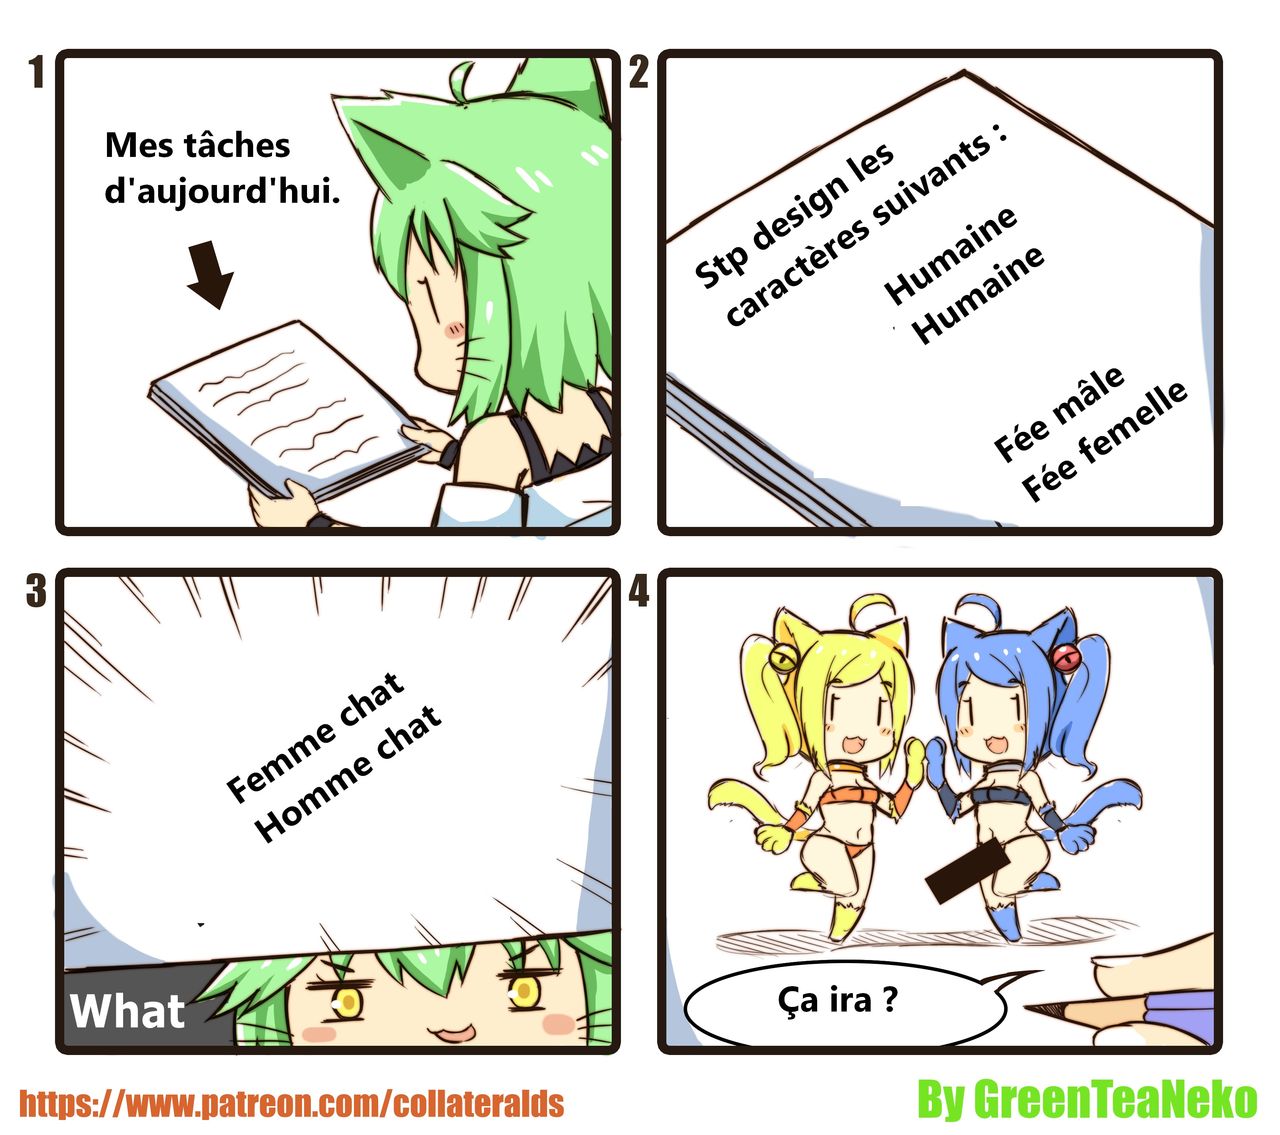 1
Mes tâches
d'aujourd'hui.
2
Stp design les
caractères suivants :
Humaine
Humaine
Fée mâle
Fée femelle
3
Femme chat
Homme chat
What
4
Ça ira ?
https://www.patreon.com/collateralds
By GreenTeaNeko